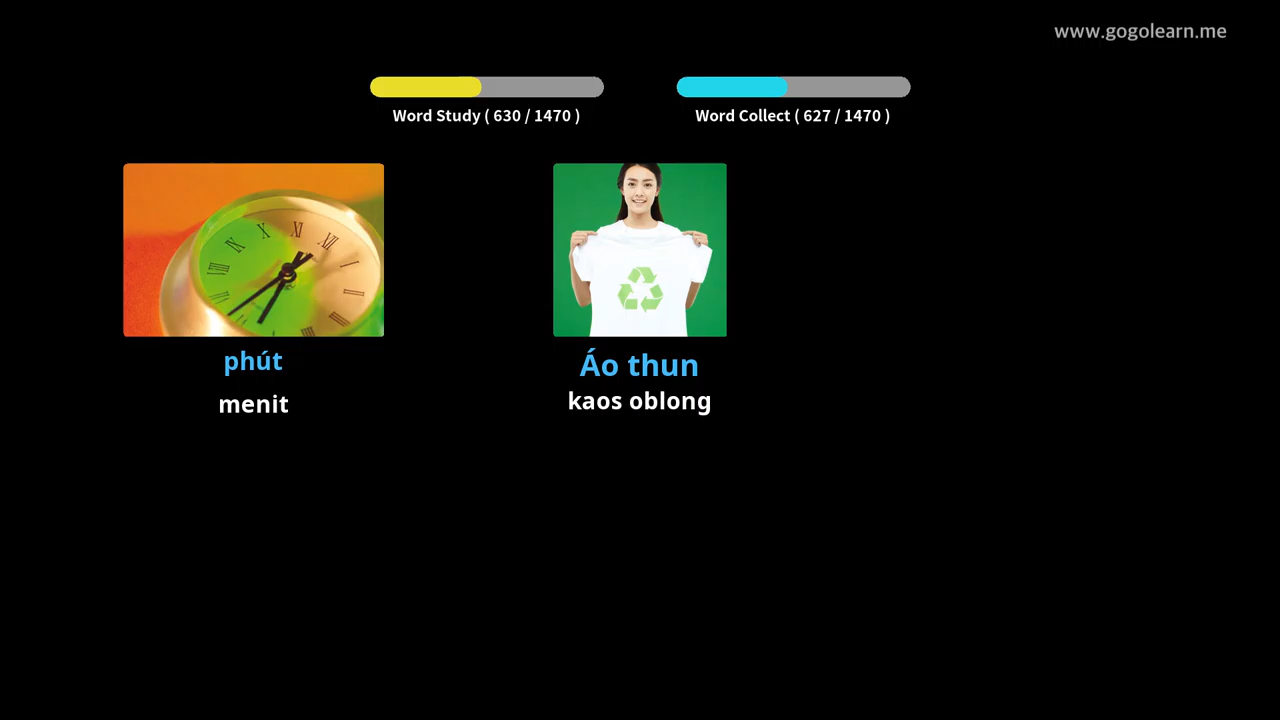 www.gogolearn.me
Word Study ( 630 / 1470 )
Word Collect ( 627 / 1470 )
phút
menit
Áo thun
kaos oblong